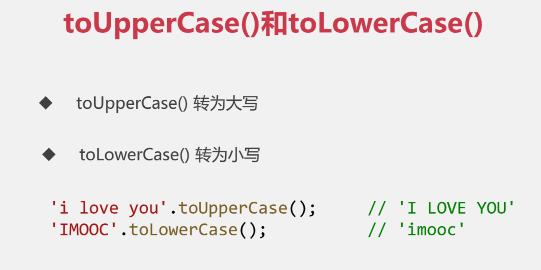 toUpperCase()和toLowerCase()
◆ toUpperCase() 转为大写
◆ toLowerCase() 转为小写
'i love you'.toUpperCase(); // 'I LOVE YOU'
'IMOOC'.toLowerCase(); // 'imooc'